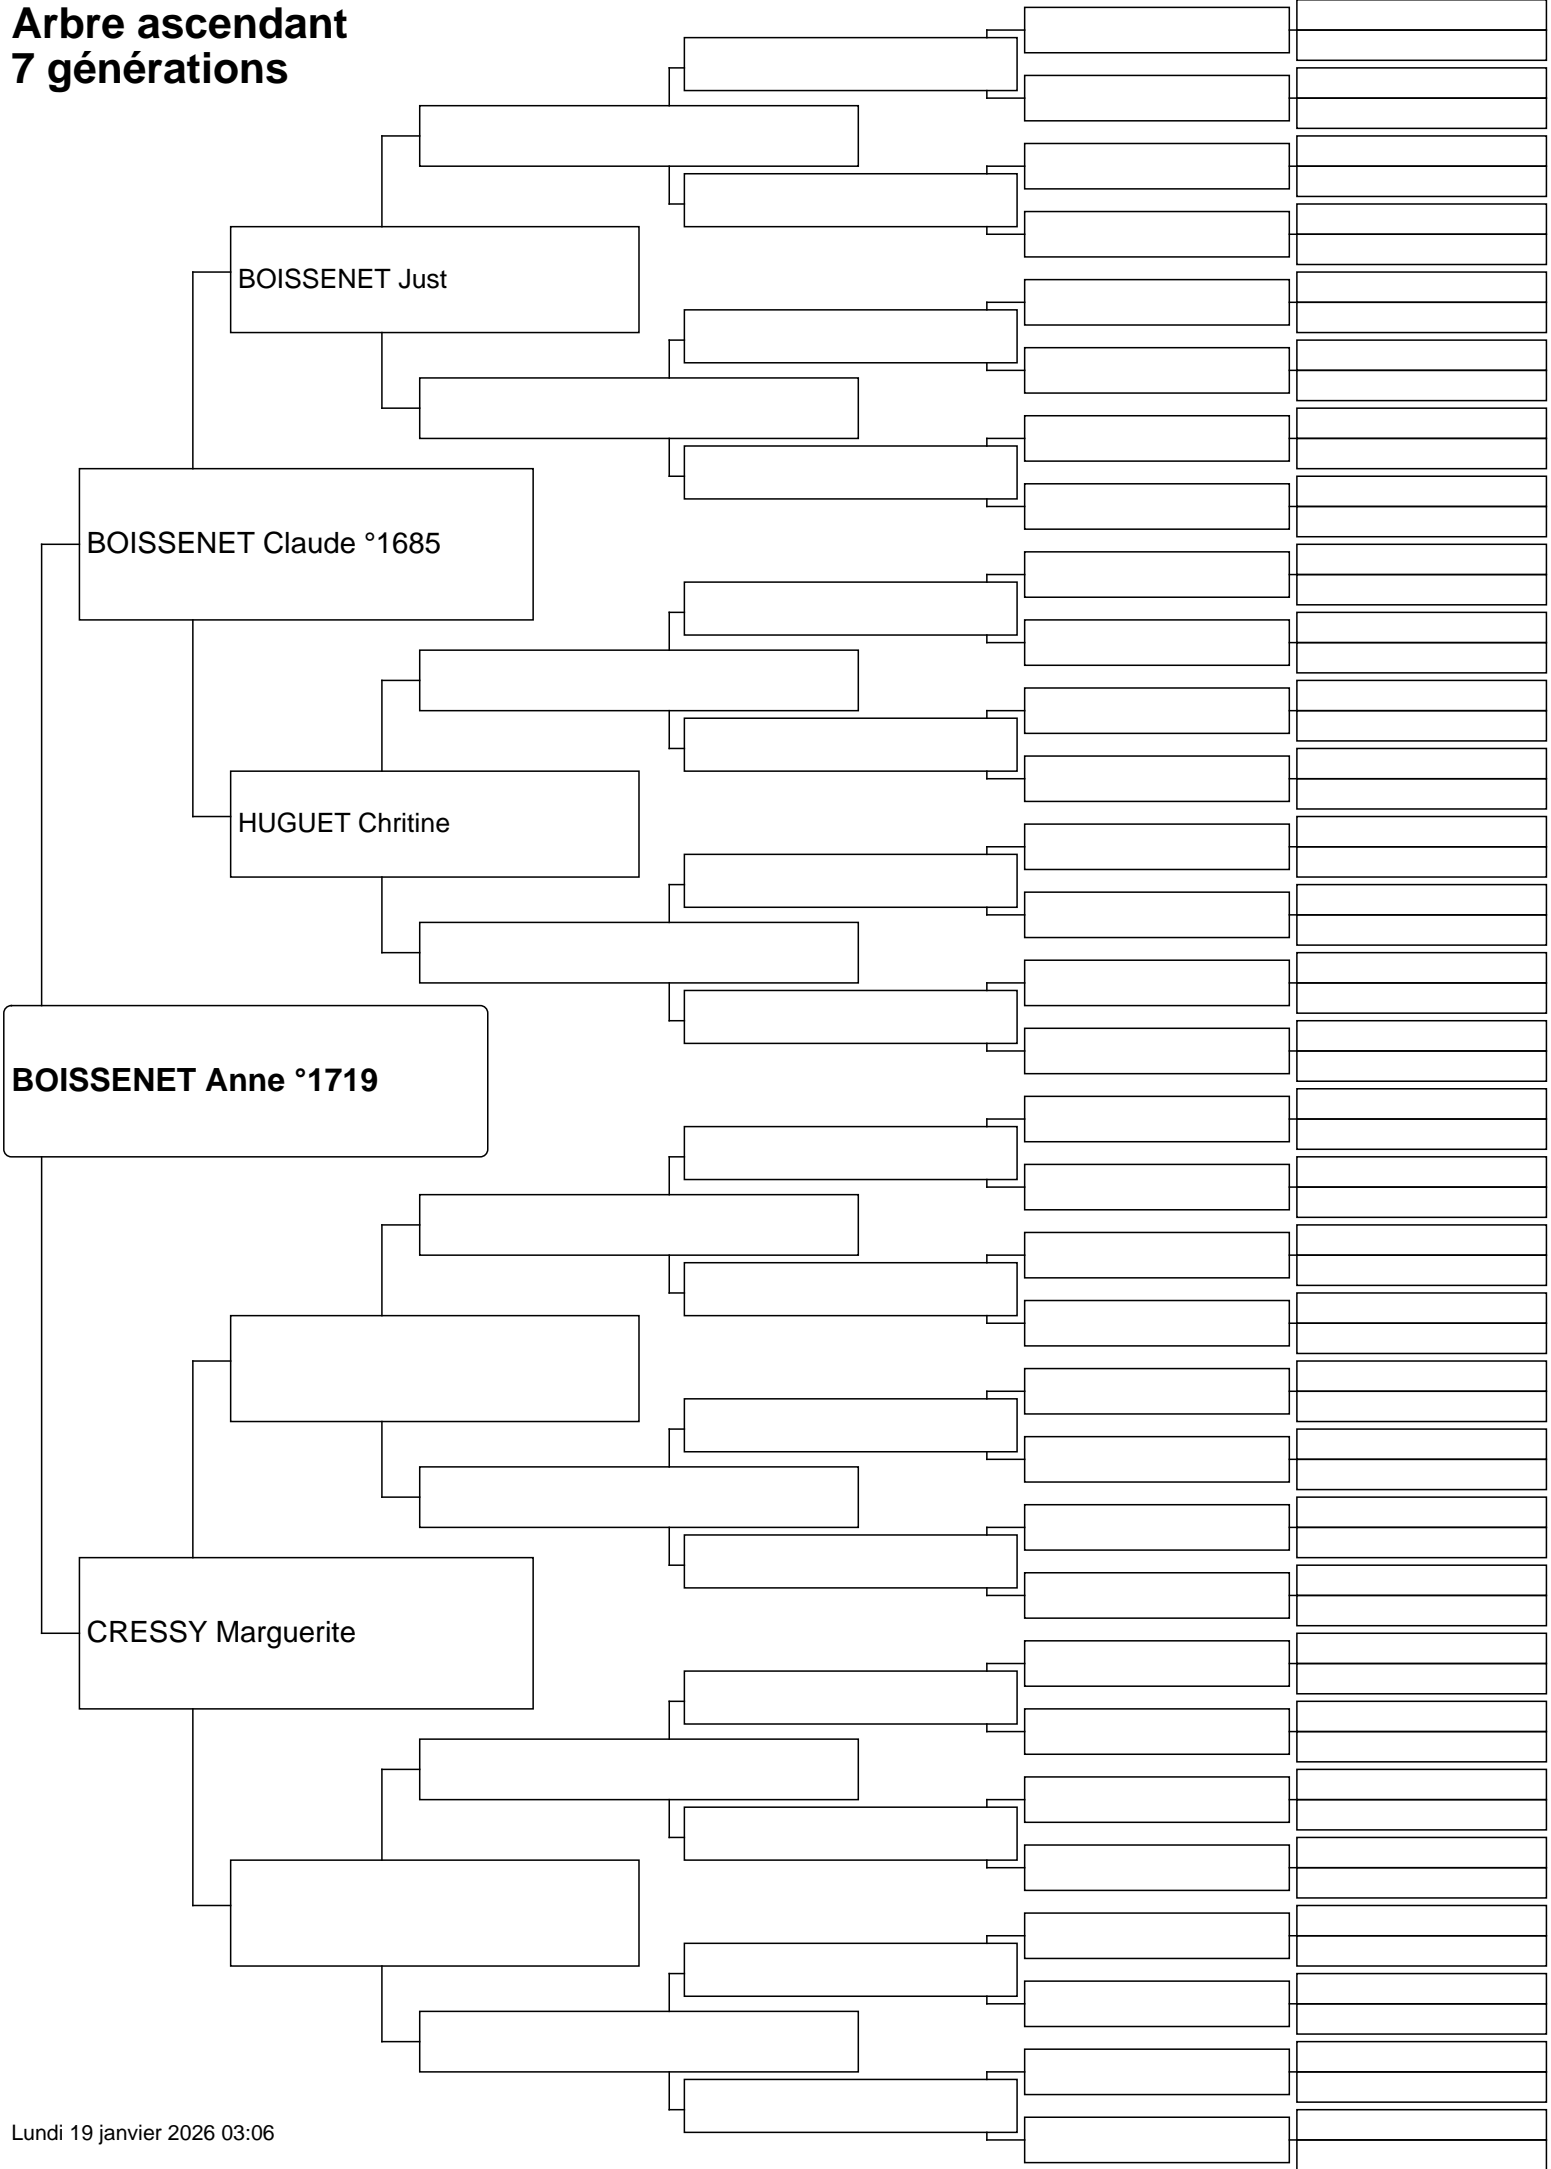 Arbre ascendant
7 générations
BOISSENET Just
BOISSENET Claude °1685
HUGUET Chritine
BOISSENET Anne °1719
CRESSY Marguerite
Lundi 19 janvier 2026 03:06